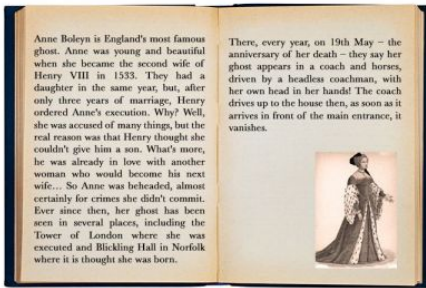 Anne Boleyn is England's most famous
ghost. Anne was young and beautiful
when she became the second wife of
Henry VIII in 1533. They had a
daughter in the same year, but, after
only three years of marriage, Henry
ordered Anne's execution. Why? Well,
she was accused of many things, but the
real reason was that Henry thought she
couldn't give him a son. What's more,
he was already in love with another
woman who would become his next
wife... So Anne was beheaded, almost
certainly for crimes she didn't commit.
Ever since then, her ghost has been
seen in several places, including the
Tower of London where she was
executed and Blickling Hall in Norfolk
where it is thought she was born.
There, every year, on 19th May – the
anniversary of her death – they say her
ghost appears in a coach and horses,
driven by a headless coachman, with
her own head in her hands! The coach
drives up to the house then, as soon as it
arrives in front of the main entrance, it
vanishes.